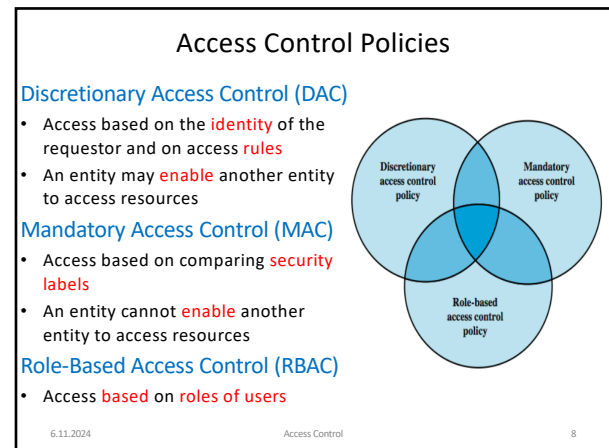 Access Control Policies
Discretionary Access Control (DAC)
• Access based on the identity of the
requestor and on access rules
• An entity may enable another entity
to access resources
Mandatory Access Control (MAC)
• Access based on comparing security
labels
• An entity cannot enable another
entity to access resources
Role-Based Access Control (RBAC)
• Access based on roles of users
Discretionary
access control
policy
Mandatory
access control
policy
Role-based
access control
policy
6.11.2024
Access Control
8